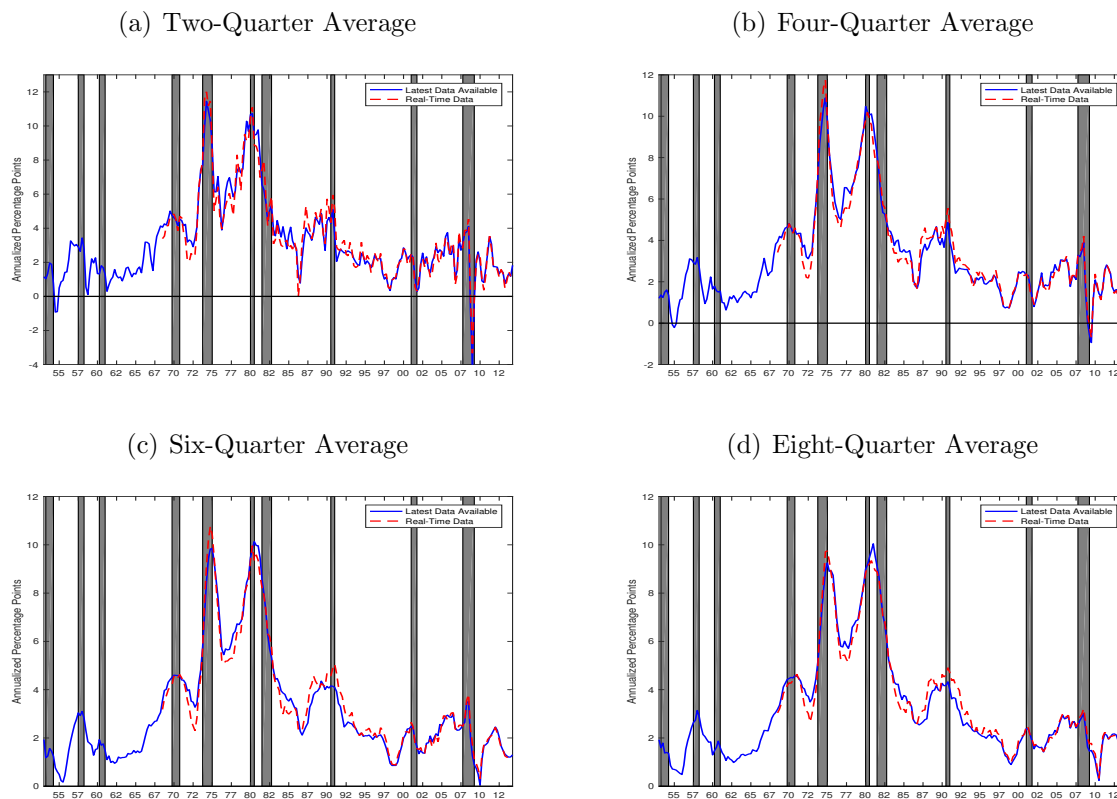 (a) Two-Quarter Average
(b) Four-Quarter Average
Latest Data Available
Real-Time Data
Annualized Percentage Points
12
10
8
6
4
2
0
-2
-4
55 57 60 62 65 67 70 72 75 77 80 82 85 87 90 92 95 97 00 02 05 07 10 12
Latest Data Available
Real-Time Data
Annualized Percentage Points
12
10
8
6
4
2
0
-2
55 57 60 62 65 67 70 72 75 77 80 82 85 87 90 92 95 97 00 02 05 07 10 12
(c) Six-Quarter Average
(d) Eight-Quarter Average
Latest Data Available
Real-Time Data
Annualized Percentage Points
12
10
8
6
4
2
0
55 57 60 62 65 67 70 72 75 77 80 82 85 87 90 92 95 97 00 02 05 07 10 12
Latest Data Available
Real-Time Data
Annualized Percentage Points
12
10
8
6
4
2
0
55 57 60 62 65 67 70 72 75 77 80 82 85 87 90 92 95 97 00 02 05 07 10 12